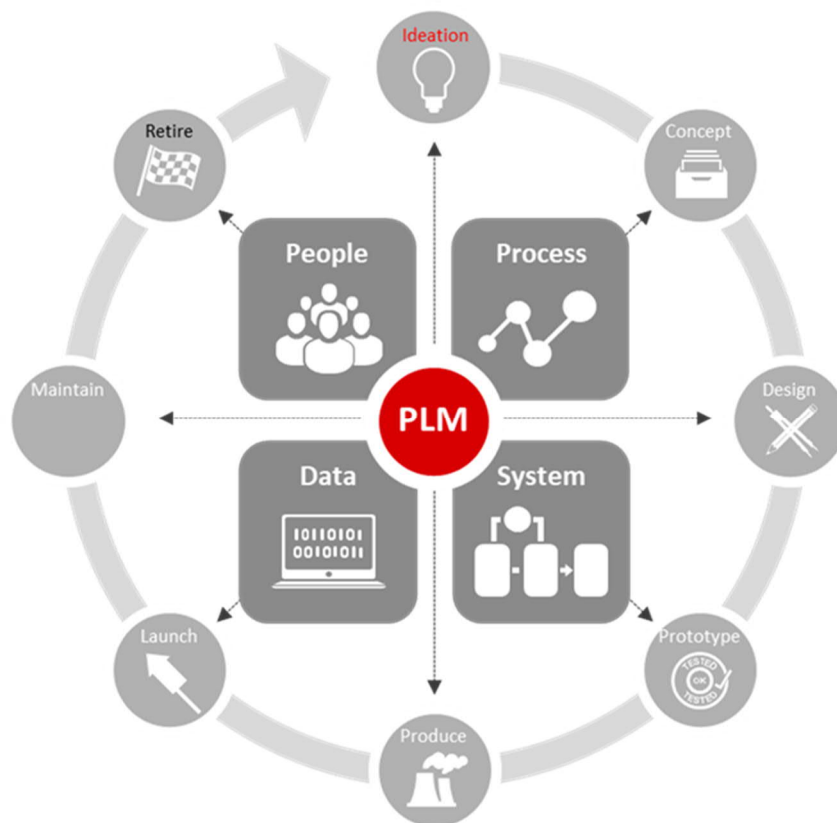 Ideation
Retire
Concept
People
Process
Maintain
PLM
Design
Data
System
10110101
00101011
Launch
Prototype
TESTED
OK
TESTED
Produce